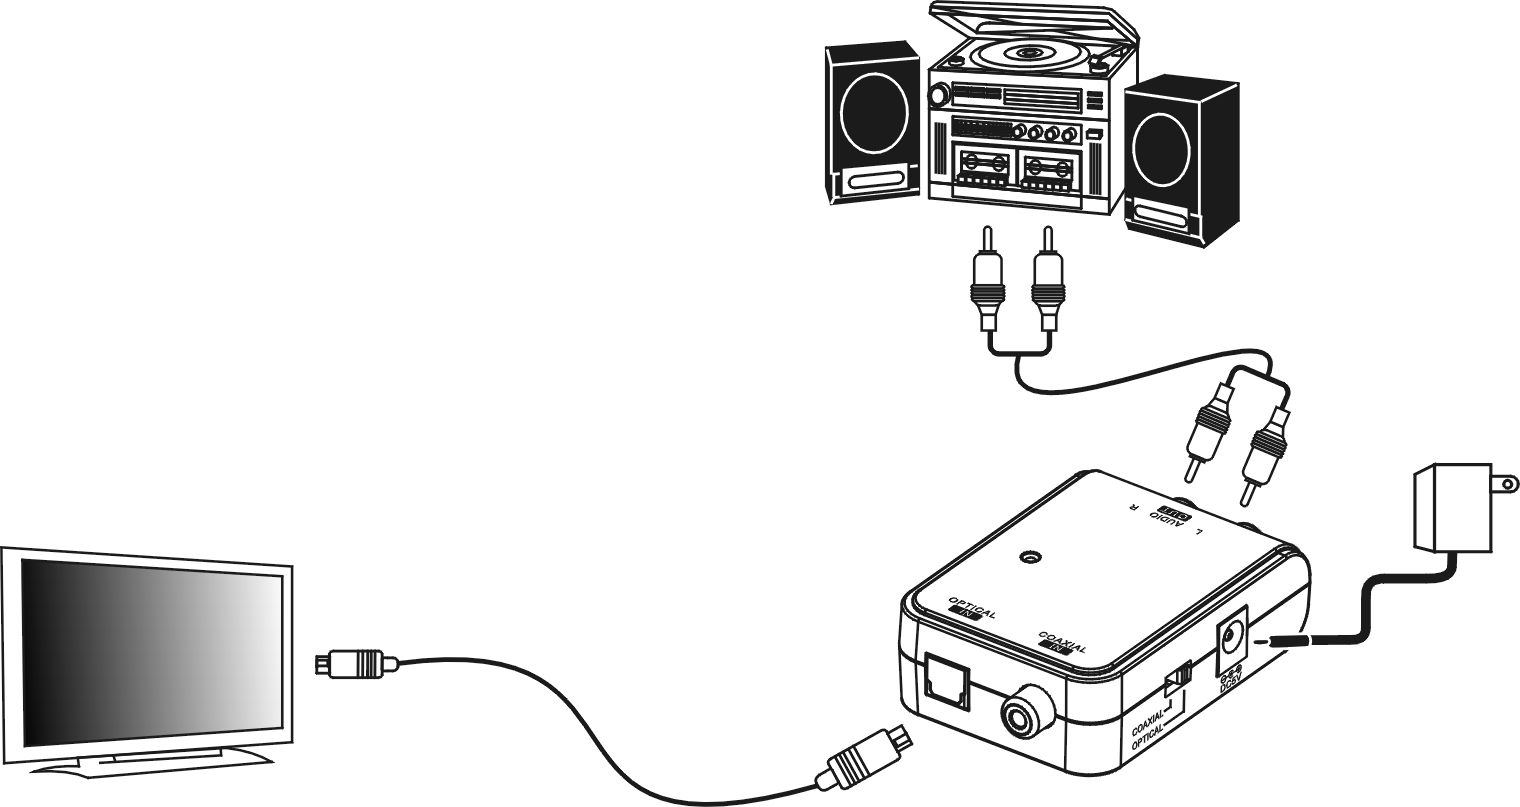 R AUDIO L
OUT
OPTICAL
IN
COAXIAL
IN
DC5V
COAXIAL
OPTICAL